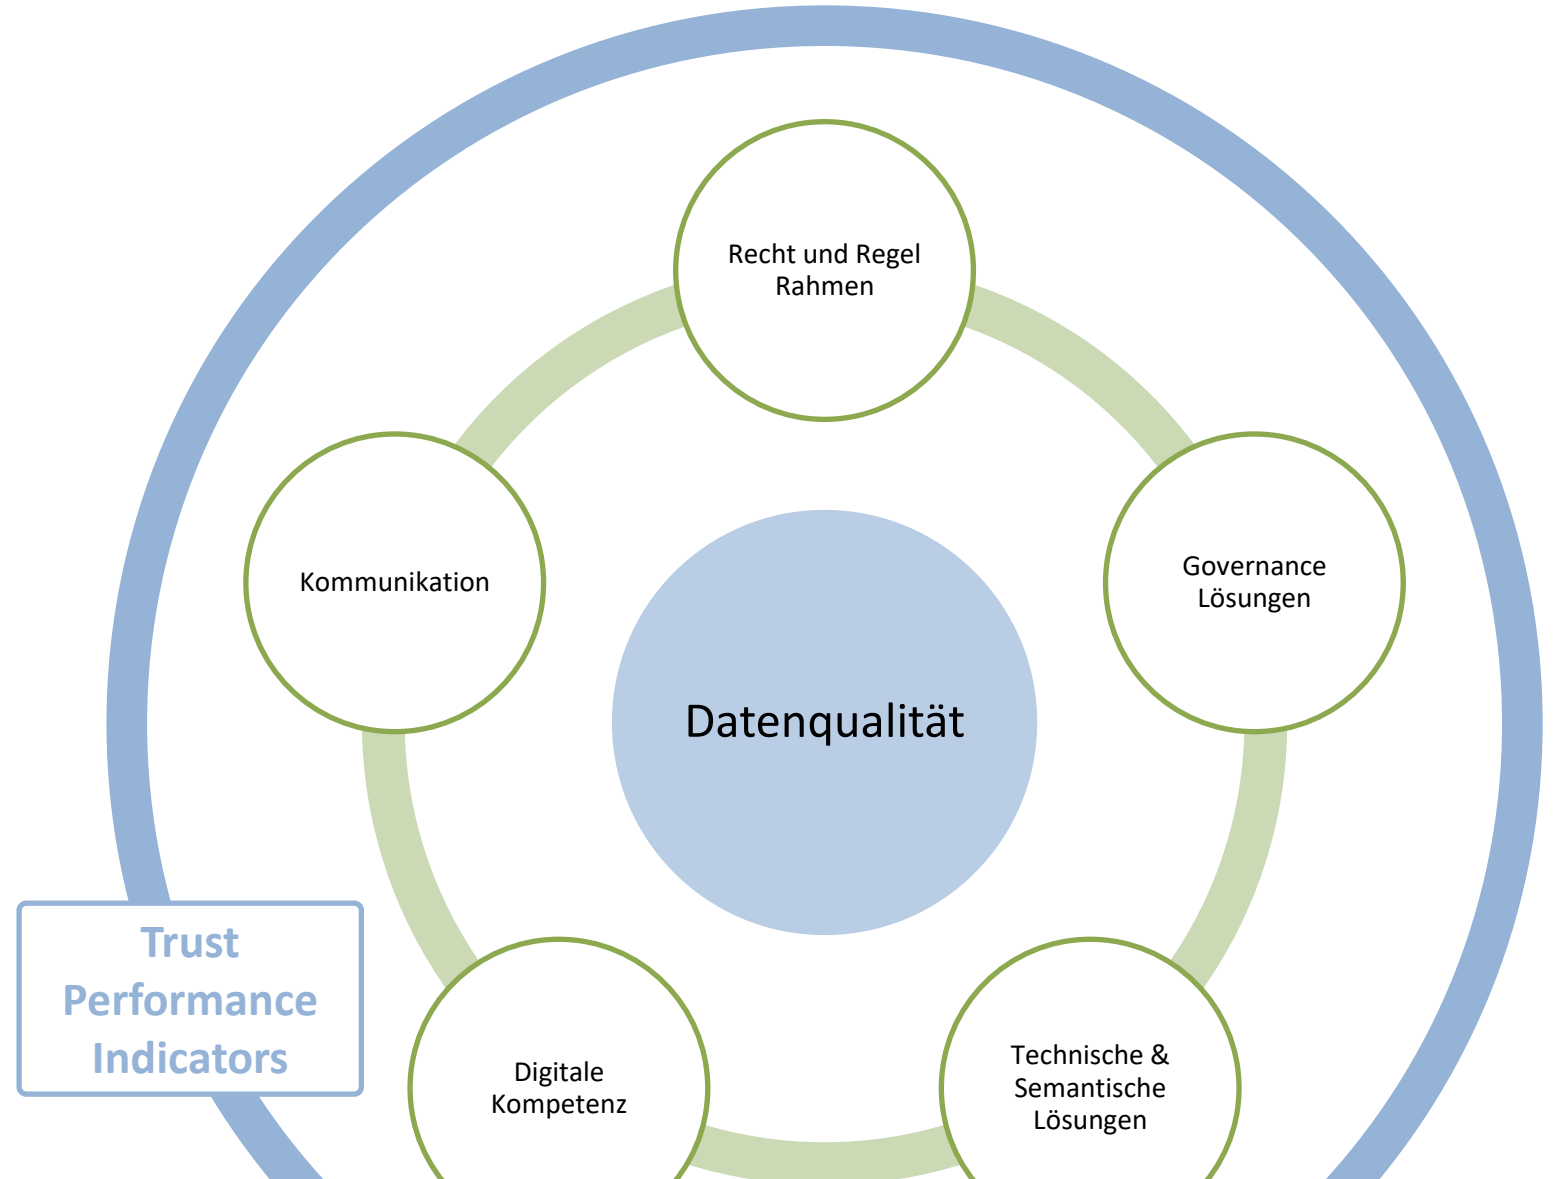 Recht und Regel
Rahmen
Kommunikation
Governance
Lösungen
Datenqualität
Trust
Performance
Indicators
Digitale
Kompetenz
Technische &
Semantische
Lösungen